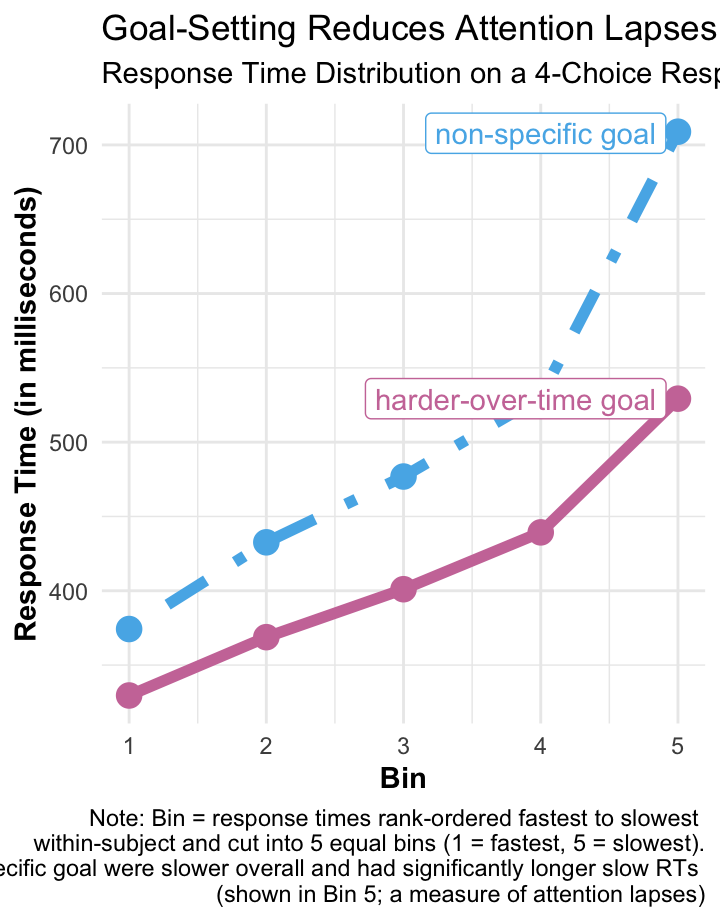 Goal-Setting Reduces Attention Lapses
Response Time Distribution on a 4-Choice Resp
non-specific goal
700
600
harder-over-time goal
500
400
Response Time (in milliseconds)
1 2 3 4 5
Bin
Note: Bin = response times rank-ordered fastest to slowest
within-subject and cut into 5 equal bins (1 = fastest, 5 = slowest).
ecific goal were slower overall and had significantly longer slow RTs
(shown in Bin 5; a measure of attention lapses)